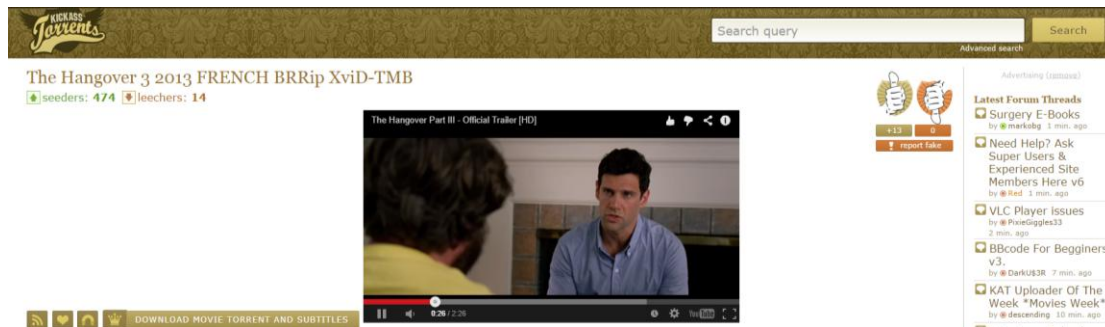 KICKASS
Torrents
Search query
Search
Advanced search
The Hangover 3 2013 FRENCH BRRip XviD-TMB
seeders: 474 leechers: 14
The Hangover Part III - Official Trailer [HD]
0:26 / 2:26
YouTube
DOWNLOAD MOVIE TORRENT AND SUBTITLES
+13 0
report fake
Advertising (remove)
Latest Forum Threads
Surgery E-Books
by markobg 1 min. ago
Need Help? Ask
Super Users &
Experienced Site
Members Here v6
by Red 1 min. ago
VLC Player issues
by PixieGiggles33
2 min. ago
BBcode For Begginers
v3.
by DarkU$3R 7 min. ago
KAT Uploader Of The
Week *Movies Week*
by descending 10 min. ago